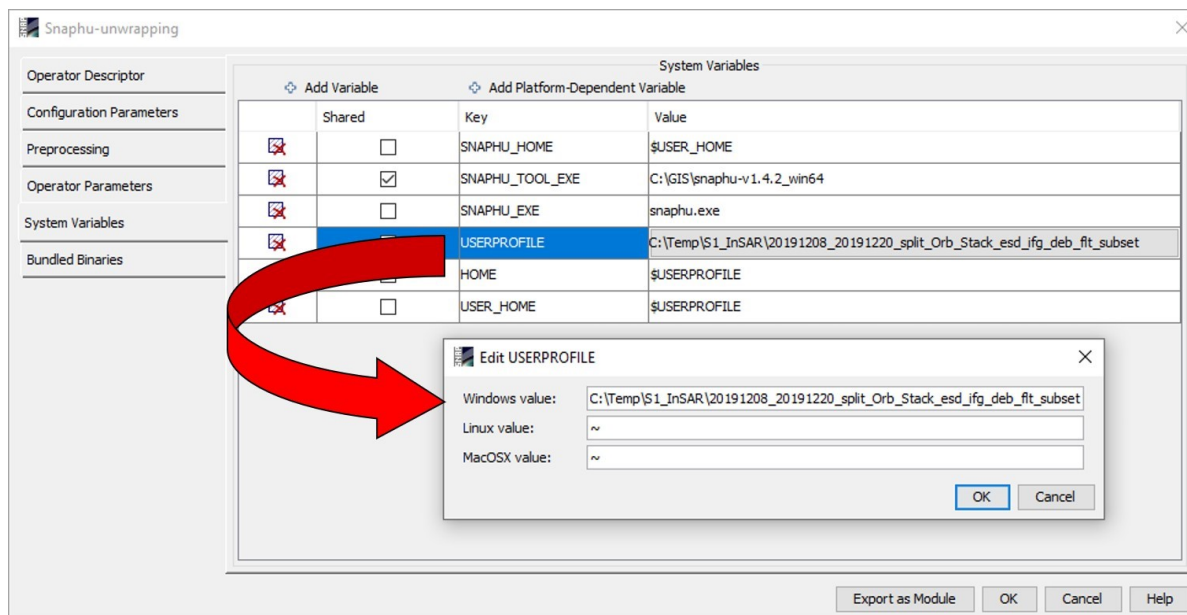 Snaphu-unwrapping
Operator Descriptor
Configuration Parameters
Preprocessing
Operator Parameters
System Variables
Bundled Binaries
System Variables
Add Variable Add Platform-Dependent Variable
Shared Key Value
SNAPHU_HOME $USER_HOME
SNAPHU_TOOL_EXE C:\GIS\snaphu-v1.4.2_win64
SNAPHU_EXE snaphu.exe
USERPROFILE C:\Temp\S1_InSAR\20191208_20191220_split_Orb_Stack_esd_ifg_deb_flt_subset
HOME $USERPROFILE
USER_HOME $USERPROFILE
Edit USERPROFILE
Windows value: C:\Temp\S1_InSAR\20191208_20191220_split_Orb_Stack_esd_ifg_deb_flt_subset
Linux value: ~
MacOSX value: ~
OK Cancel
Export as Module OK Cancel Help